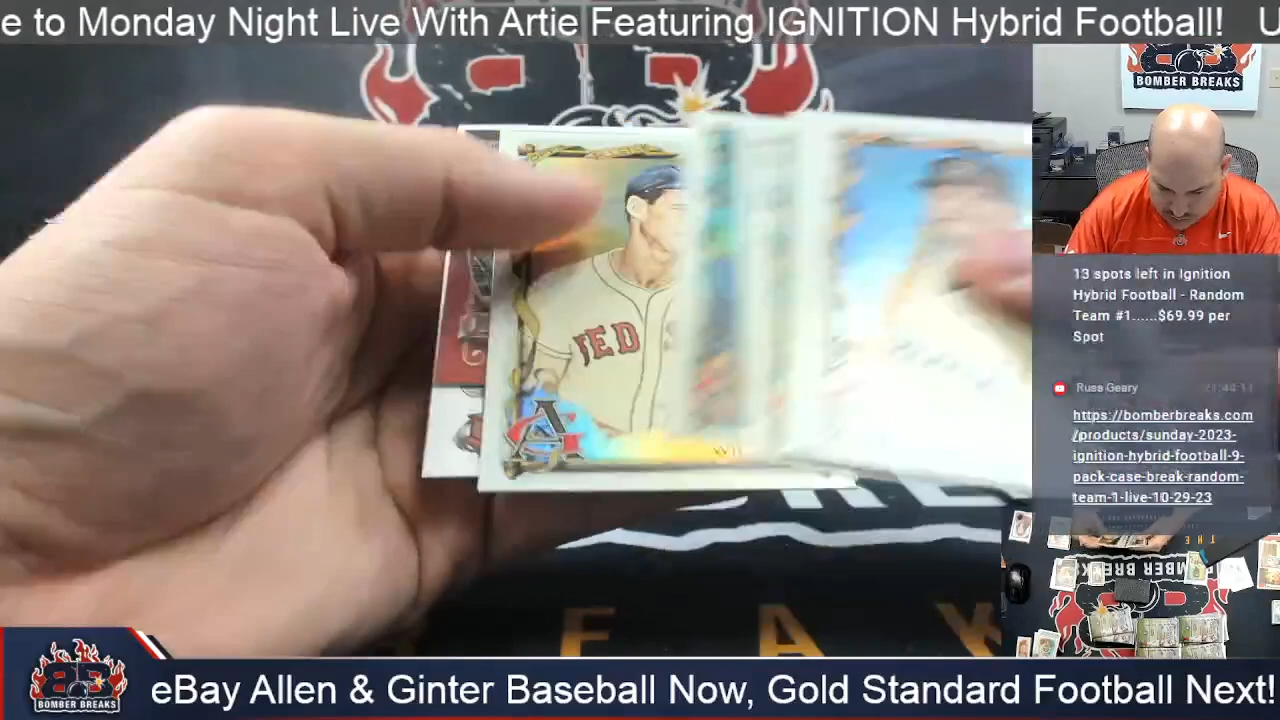 e to Monday Night Live With Artie Featuring IGNITION Hybrid Football! U
BOMBER BREAKS
13 spots left in Ignition
Hybrid Football - Random
Team #1......$69.99 per
Spot
Russ Geary
https://bomberbreaks.com
/products/sunday-2023-
ignition-hybrid-football-9-
pack-case-break-random-
team-1-live-10-29-23
RED
AG
WIL
THE
BOMBER BREAKS
F A K
BOMBER BREAKS
eBay Allen & Ginter Baseball Now, Gold Standard Football Next!